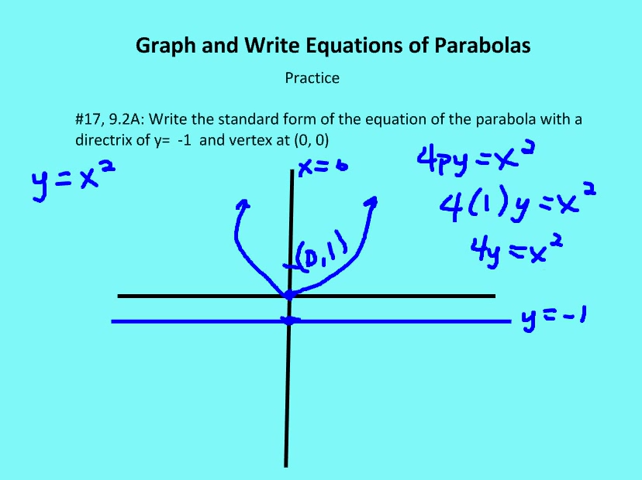 Graph and Write Equations of Parabolas
Practice
#17, 9.2A: Write the standard form of the equation of the parabola with a
directrix of y= -1 and vertex at (0, 0)
y = x²
x = 0
4py = x²
4(1)y = x²
4y = x²
(0,1)
y = -1